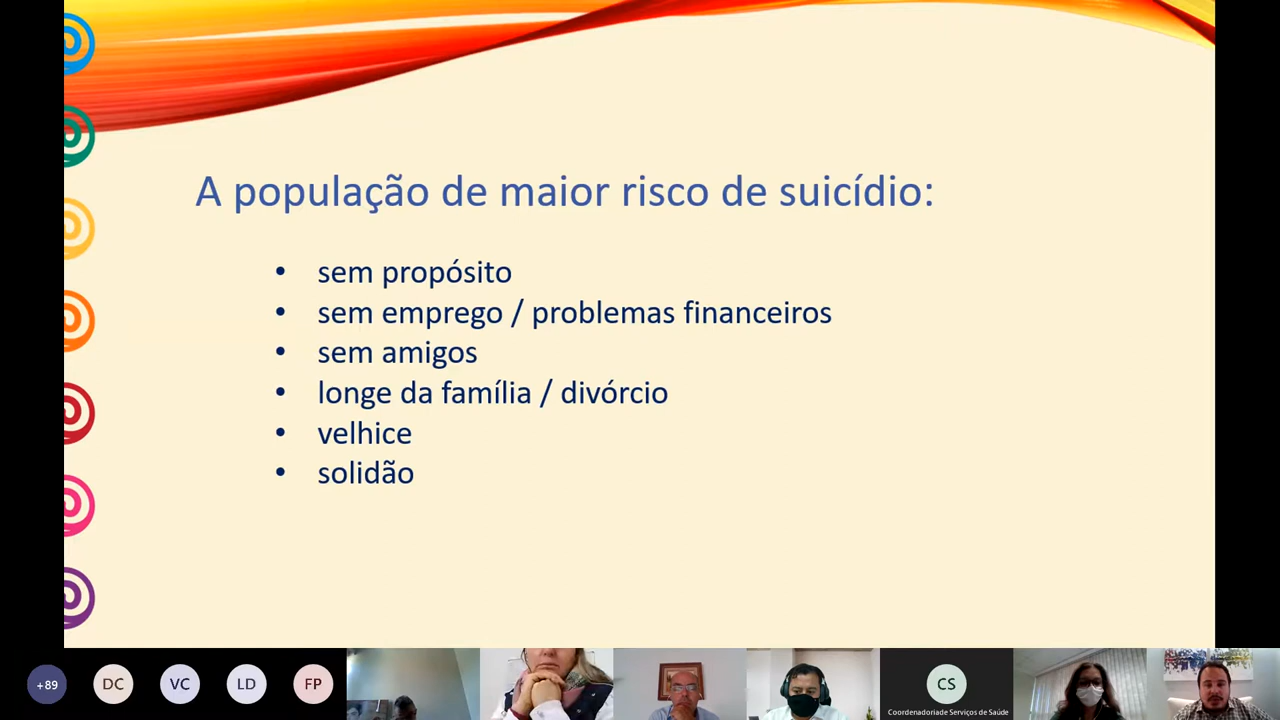 A população de maior risco de suicídio:
• sem propósito
• sem emprego / problemas financeiros
• sem amigos
• longe da família / divórcio
• velhice
• solidão
+89
DC
VC
LD
FP
CS
Coordenadoriade Serviços de Saúde